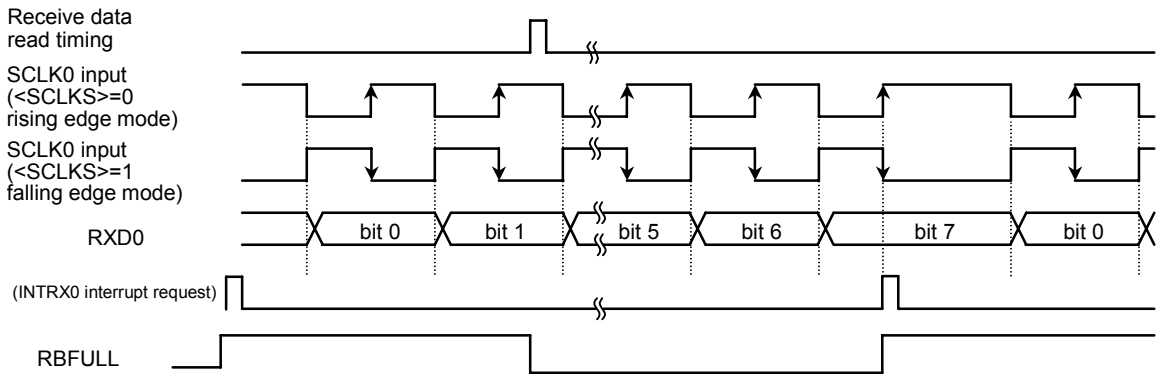 Receive data
read timing
SCLK0 input
(<SCLKS>=0
rising edge mode)
SCLK0 input
(<SCLKS>=1
falling edge mode)
RXD0
bit 0 bit 1 bit 5 bit 6 bit 7 bit 0
(INTRX0 interrupt request)
RBFULL